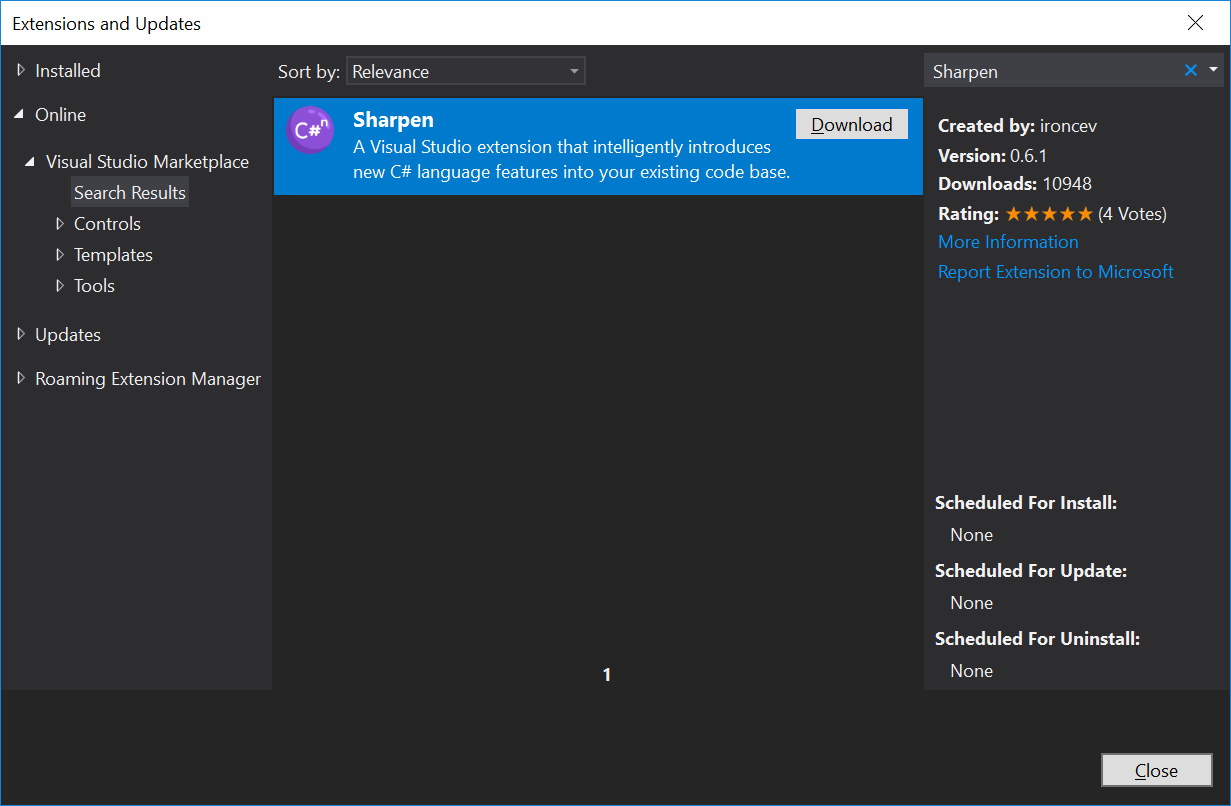 Extensions and Updates
Installed
Online
Visual Studio Marketplace
Search Results
Controls
Templates
Tools
Updates
Roaming Extension Manager
Sort by: Relevance
C#n
Sharpen
Download
A Visual Studio extension that intelligently introduces
new C# language features into your existing code base.
1
Sharpen
Created by: ironcev
Version: 0.6.1
Downloads: 10948
Rating: ★★★★★ (4 Votes)
More Information
Report Extension to Microsoft
Scheduled For Install:
None
Scheduled For Update:
None
Scheduled For Uninstall:
None
Close